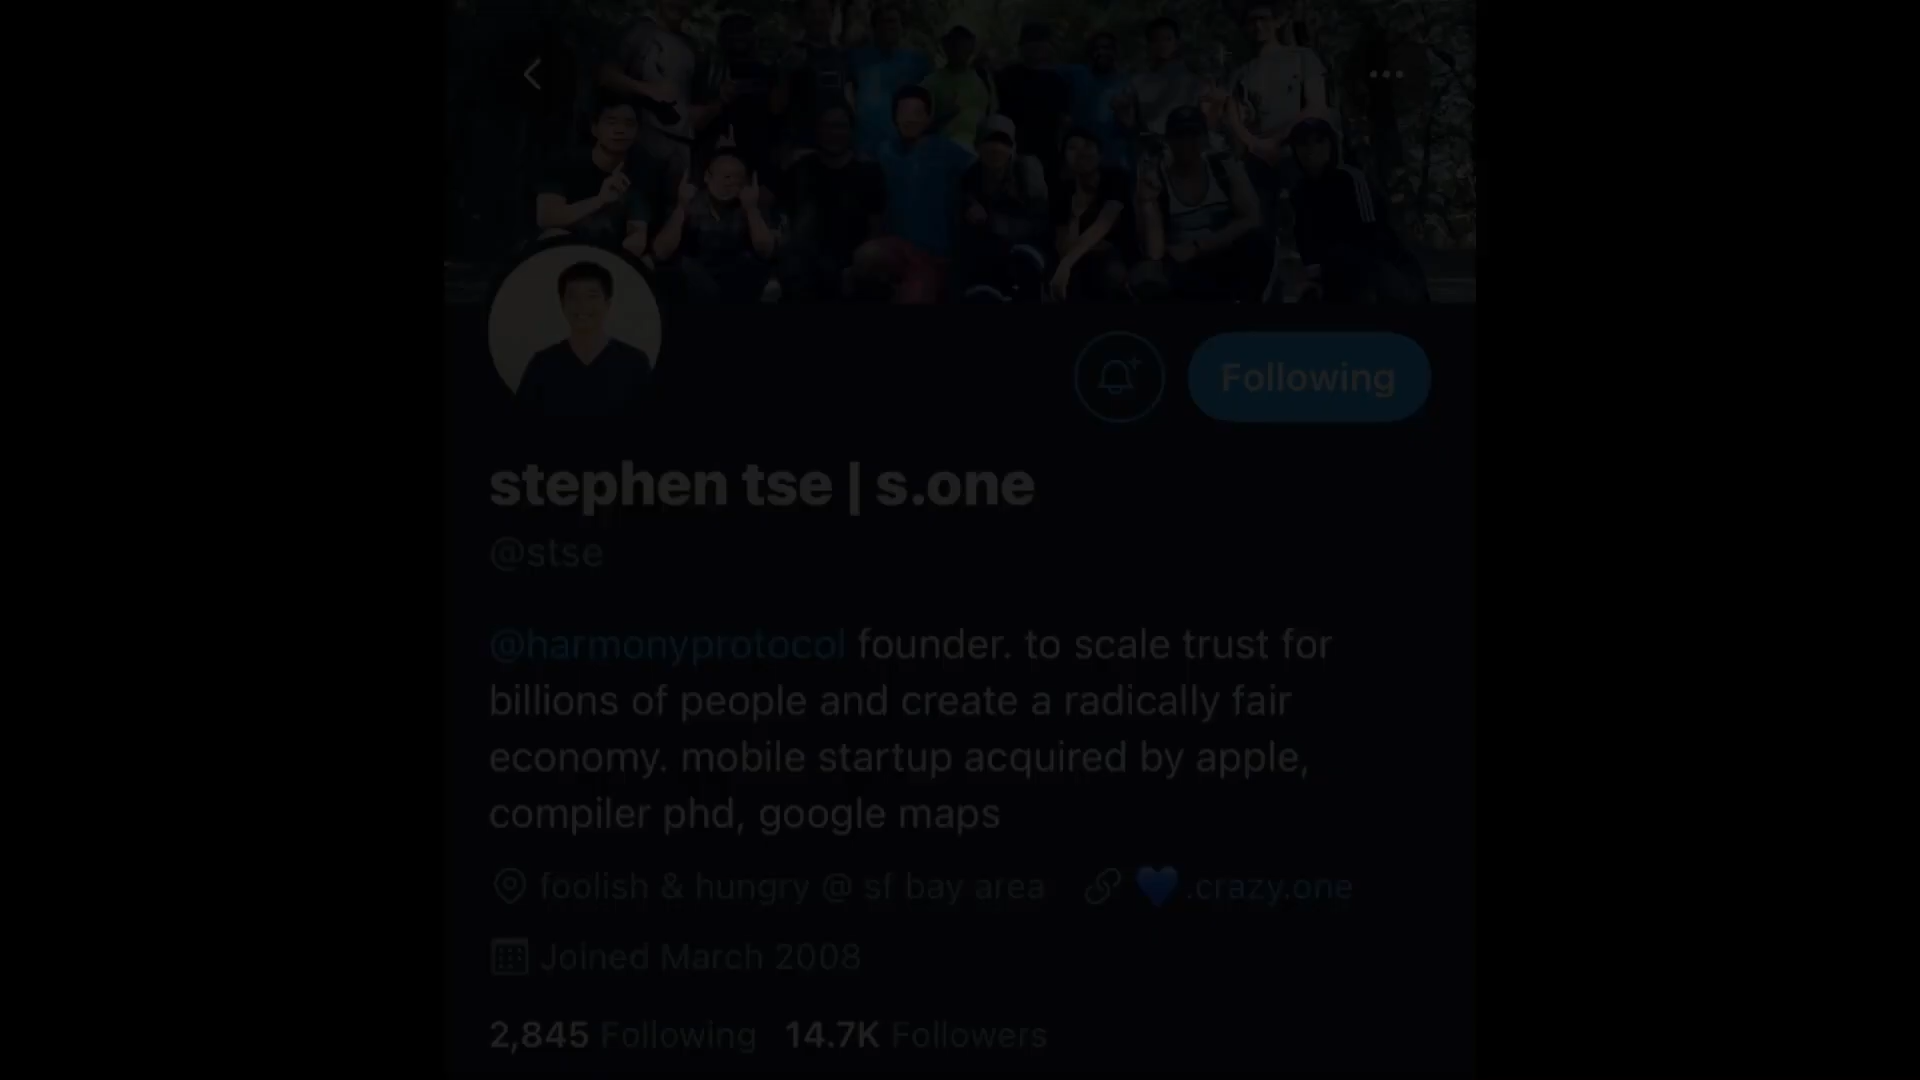 Following
stephen tse | s.one
@stse
@harmonyprotocol founder. to scale trust for
billions of people and create a radically fair
economy. mobile startup acquired by apple,
compiler phd, google maps
foolish & hungry @ sf bay area 💙.crazy.one
Joined March 2008
2,845 Following 14.7K Followers